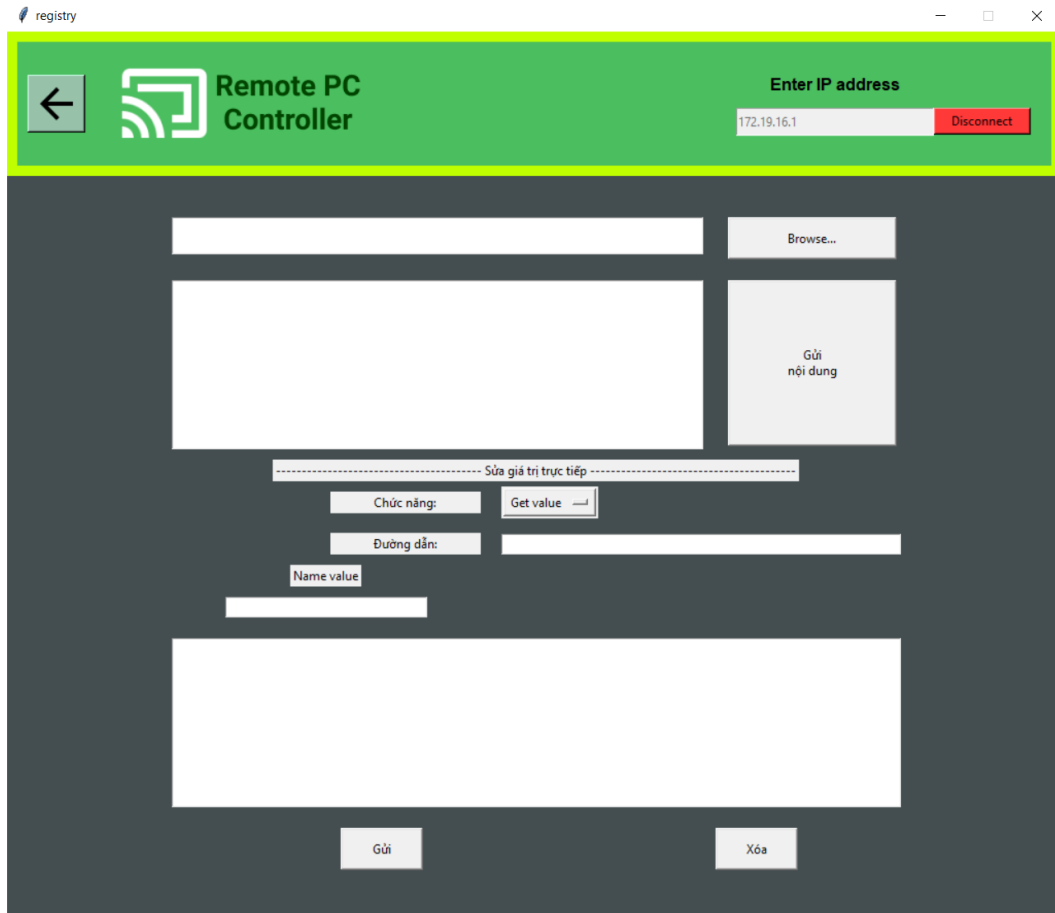 registry
Remote PC
Controller
Enter IP address
172.19.16.1
Disconnect
Browse...
Gửi
nội dung
---------------------------------------- Sửa giá trị trực tiếp ----------------------------------------
Chức năng:
Get value
Đường dẫn:
Name value
Gửi
Xóa